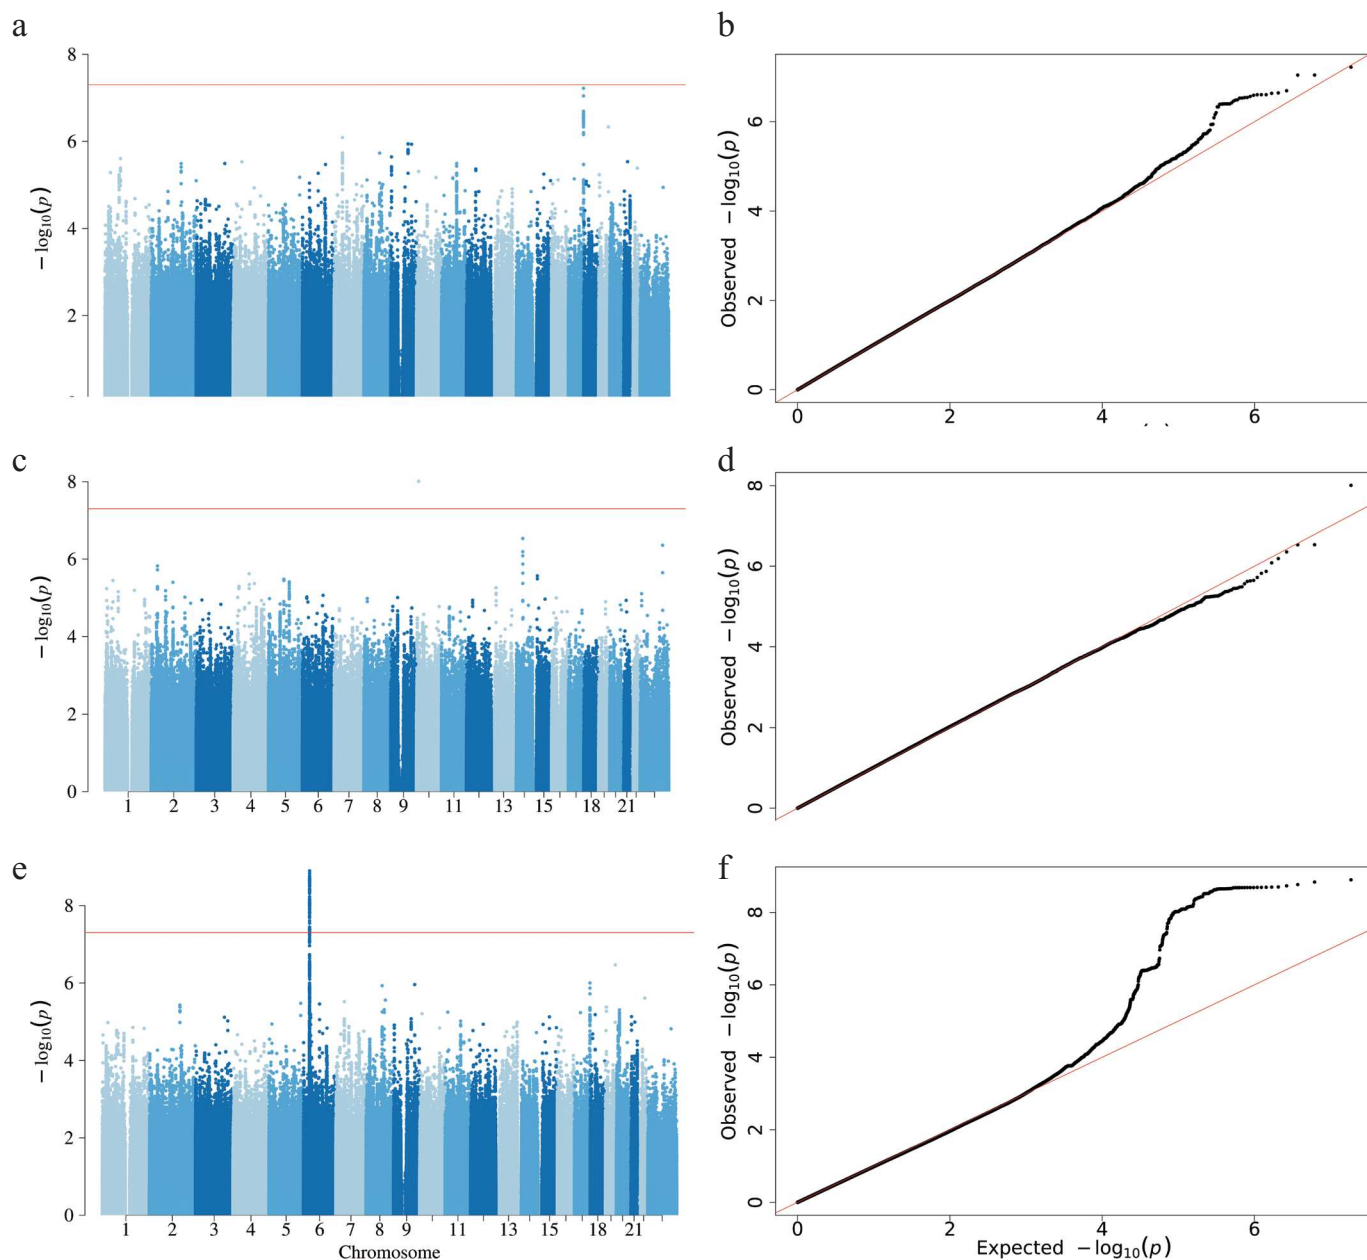 a
8
6
4
2
− log₁₀(p)
b
6
4
2
0
Observed − log₁₀(p)
0 2 4 6
c
8
6
4
2
0
− log₁₀(p)
1 2 3 4 5 6 7 8 9 11 13 15 18 21
d
8
6
4
2
0
Observed − log₁₀(p)
e
8
6
4
2
0
− log₁₀(p)
1 2 3 4 5 6 7 8 9 11 13 15 18 21
Chromosome
f
8
6
4
2
0
Observed − log₁₀(p)
0 2 4 6
Expected − log₁₀(p)